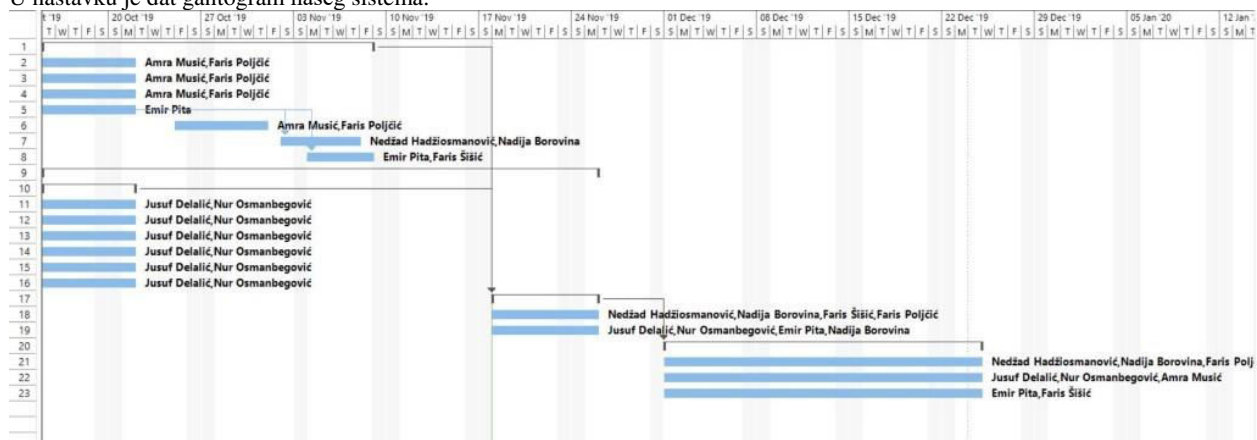 U nastavku je dat gantogram našeg sistema.
t '19 20 Oct '19 27 Oct '19 03 Nov '19 10 Nov '19 17 Nov '19 24 Nov '19 01 Dec '19 08 Dec '19 15 Dec '19 22 Dec '19 29 Dec '19 05 Jan '20 12 Jan '
T W T F S S M T W T F S S M T W T F S S M T W T F S S M T W T F S S M T W T F S S M T W T F S S M T W T F S S M T W T F S S M T W T F S S M T W T F S S M T W T F S S M T W T F S S M T
1
2 Amra Musić,Faris Poljčić
3 Amra Musić,Faris Poljčić
4 Amra Musić,Faris Poljčić
5 Emir Pita
6 Amra Musić,Faris Poljčić
7 Nedžad Hadžiosmanović,Nadija Borovina
8 Emir Pita,Faris Šišić
9
10
11 Jusuf Delalić,Nur Osmanbegović
12 Jusuf Delalić,Nur Osmanbegović
13 Jusuf Delalić,Nur Osmanbegović
14 Jusuf Delalić,Nur Osmanbegović
15 Jusuf Delalić,Nur Osmanbegović
16 Jusuf Delalić,Nur Osmanbegović
17
18 Nedžad Hadžiosmanović,Nadija Borovina,Faris Šišić,Faris Poljčić
19 Jusuf Delalić,Nur Osmanbegović,Emir Pita,Nadija Borovina
20
21 Nedžad Hadžiosmanović,Nadija Borovina,Faris Polj
22 Jusuf Delalić,Nur Osmanbegović,Amra Musić
23 Emir Pita,Faris Šišić